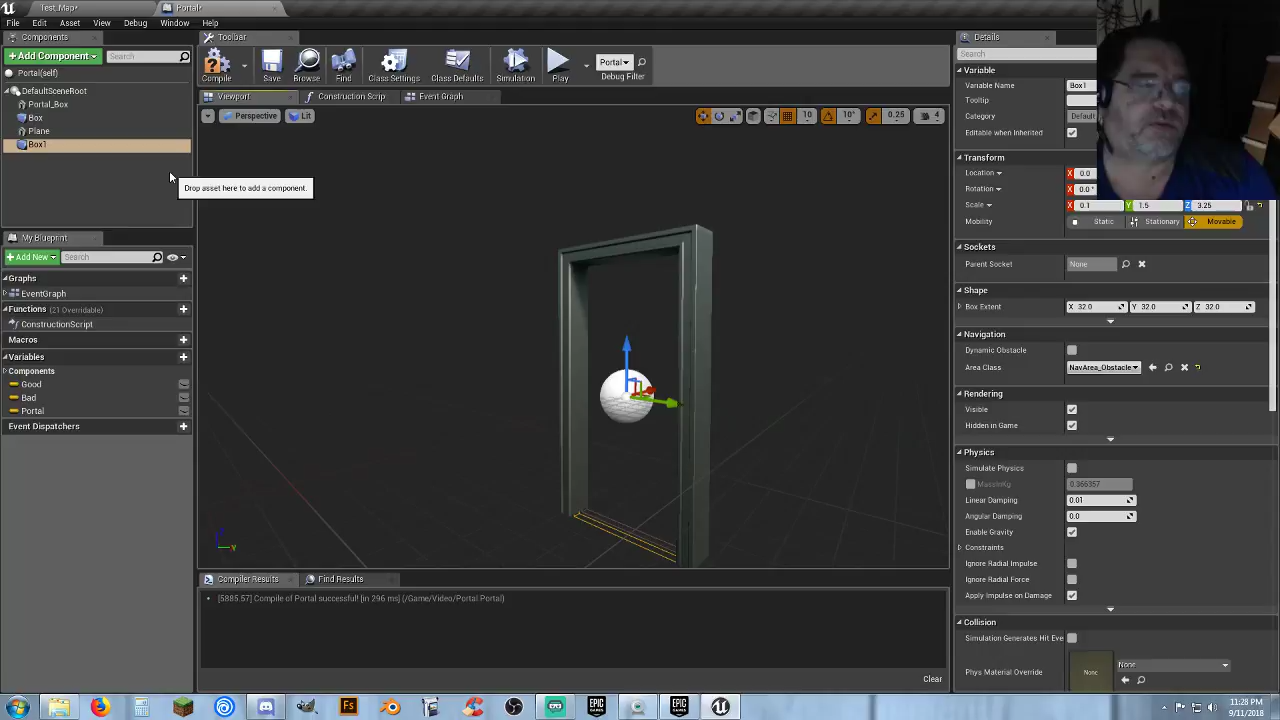 Test.Map*
Portal*
File Edit Asset View Debug Window Help
Components
+Add Component
Search
Portal(self)
DefaultSceneRoot
Portal_Box
Box
Plane
Box1
Drop asset here to add a component.
My Blueprint
+Add New
Search
Graphs
EventGraph
Functions (21 Overridable)
ConstructionScript
Macros
Variables
Components
Good
Bad
Portal
Event Dispatchers
Toolbar
Compile Save Browse Find Class Settings Class Defaults Simulation Play
Portal
Debug Filter
Viewport Construction Scrip Event Graph
Perspective Lit
10 10° 0.25 4
Compiler Results Find Results
[5885.57] Compile of Portal successful! [in 296 ms] (/Game/Video/Portal.Portal)
Clear
Details
Search
Variable
Variable Name Box1
Tooltip
Category Default
Editable when Inherited
Transform
Location X 0.0
Rotation X 0.0°
Scale X 0.1 Y 1.5 Z 3.25
Mobility Static Stationary Movable
Sockets
Parent Socket None
Shape
Box Extent X 32.0 Y 32.0 Z 32.0
Navigation
Dynamic Obstacle
Area Class NavArea_Obstacle
Rendering
Visible
Hidden in Game
Physics
Simulate Physics
MassInKg 0.366357
Linear Damping 0.01
Angular Damping 0.0
Enable Gravity
Constraints
Ignore Radial Impulse
Ignore Radial Force
Apply Impulse on Damage
Collision
Simulation Generates Hit Eve
Phys Material Override None None
11:28 PM
9/11/2018